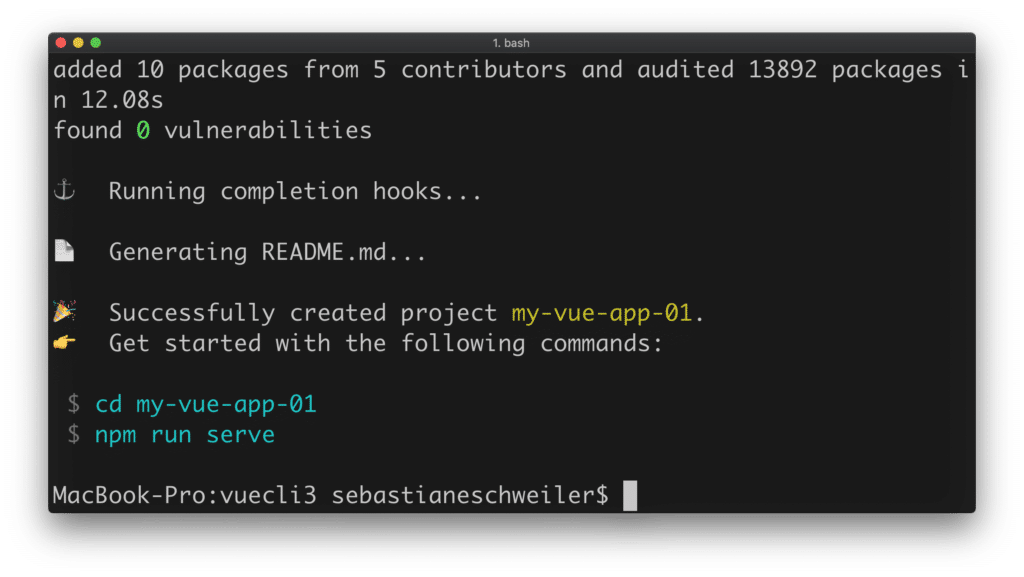 1. bash
added 10 packages from 5 contributors and audited 13892 packages i
n 12.08s
found 0 vulnerabilities
⚓ Running completion hooks...
📄 Generating README.md...
🎉 Successfully created project my-vue-app-01.
👉 Get started with the following commands:
$ cd my-vue-app-01
$ npm run serve
MacBook-Pro:vuecli3 sebastianeschweiler$